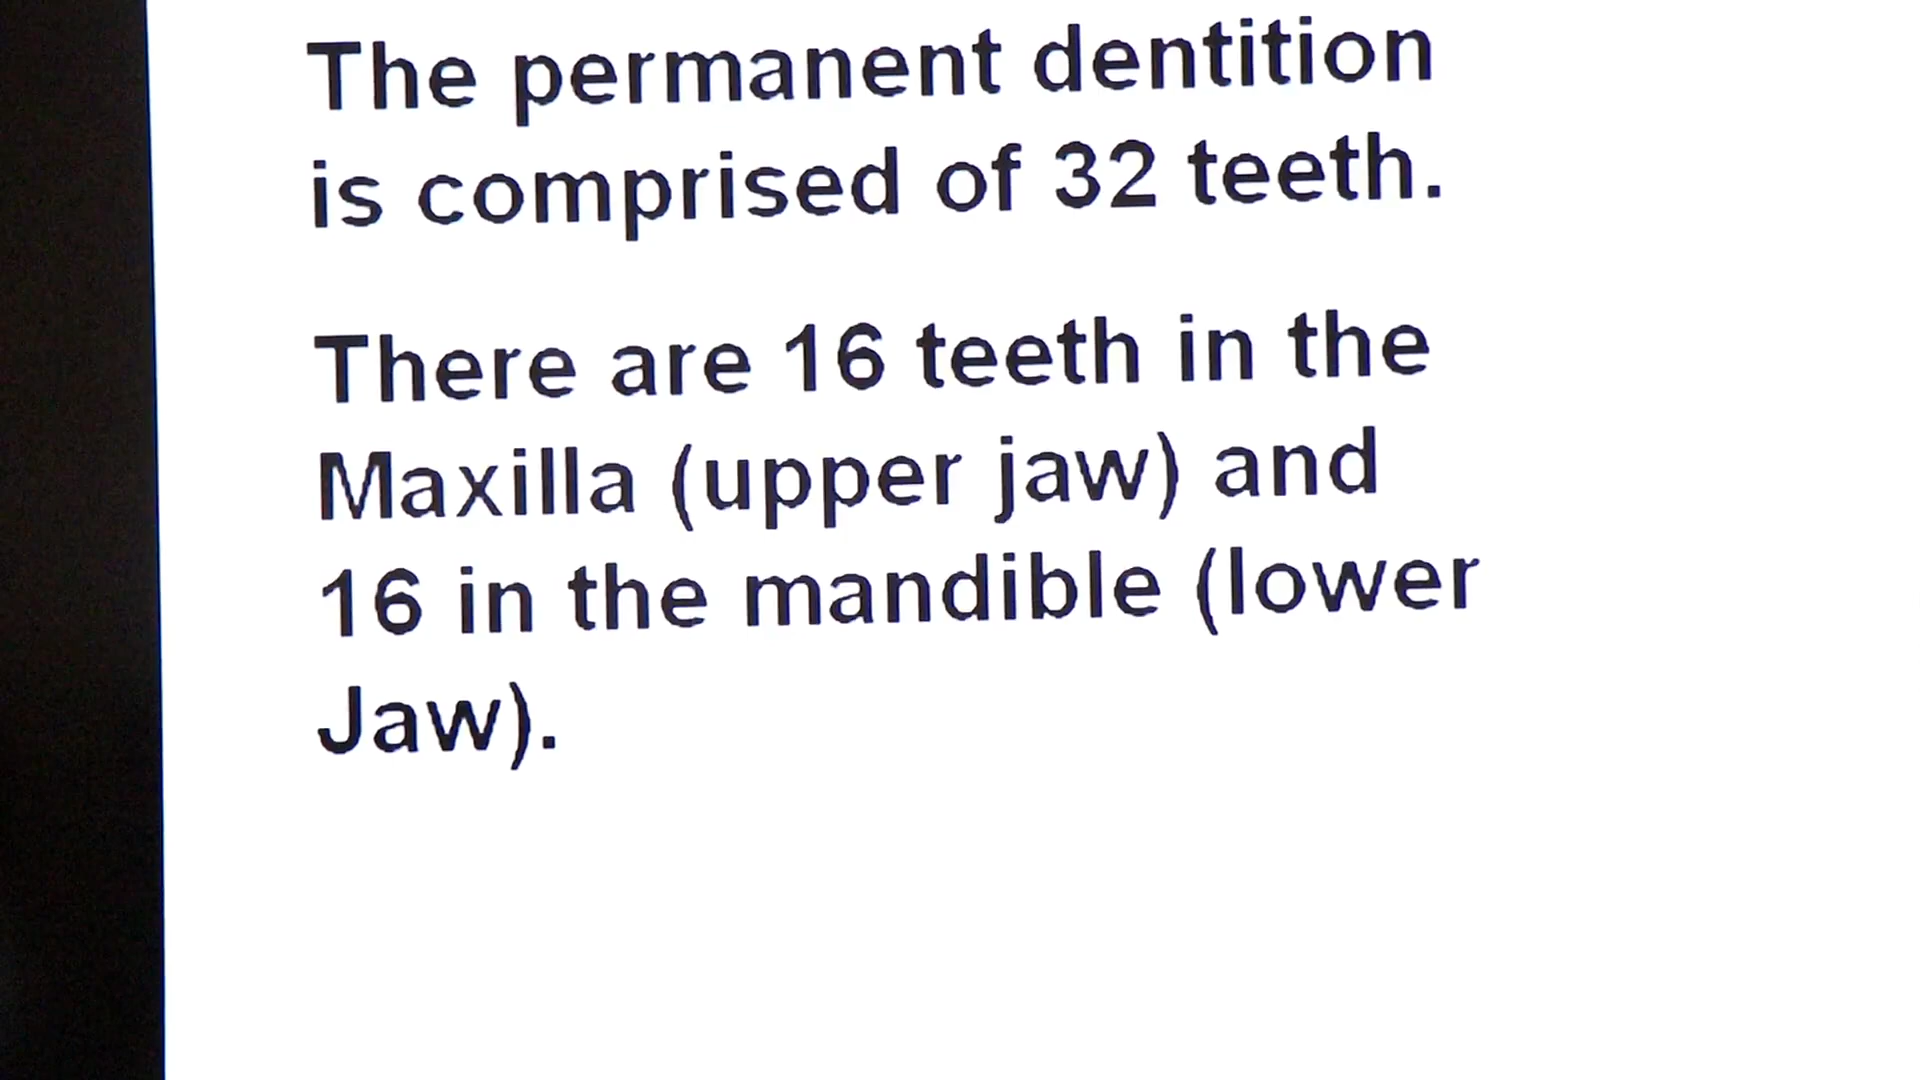 The permanent dentition
is comprised of 32 teeth.
There are 16 teeth in the
Maxilla (upper jaw) and
16 in the mandible (lower
Jaw).